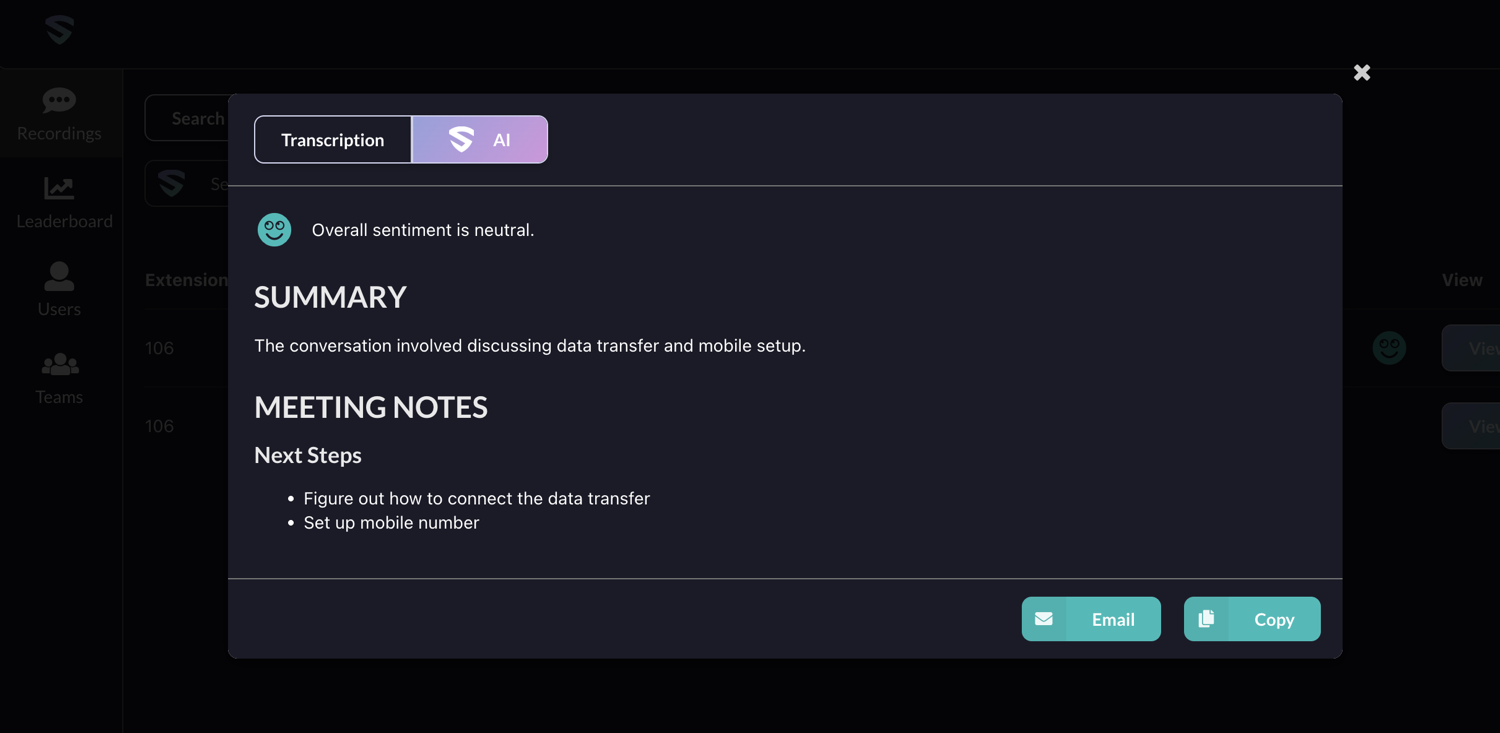 Recordings
Leaderboard
Users
Teams
Search
Se
Extension
View
106
View
106
View
Transcription
AI
Overall sentiment is neutral.
SUMMARY
The conversation involved discussing data transfer and mobile setup.
MEETING NOTES
Next Steps
• Figure out how to connect the data transfer
• Set up mobile number
Email
Copy